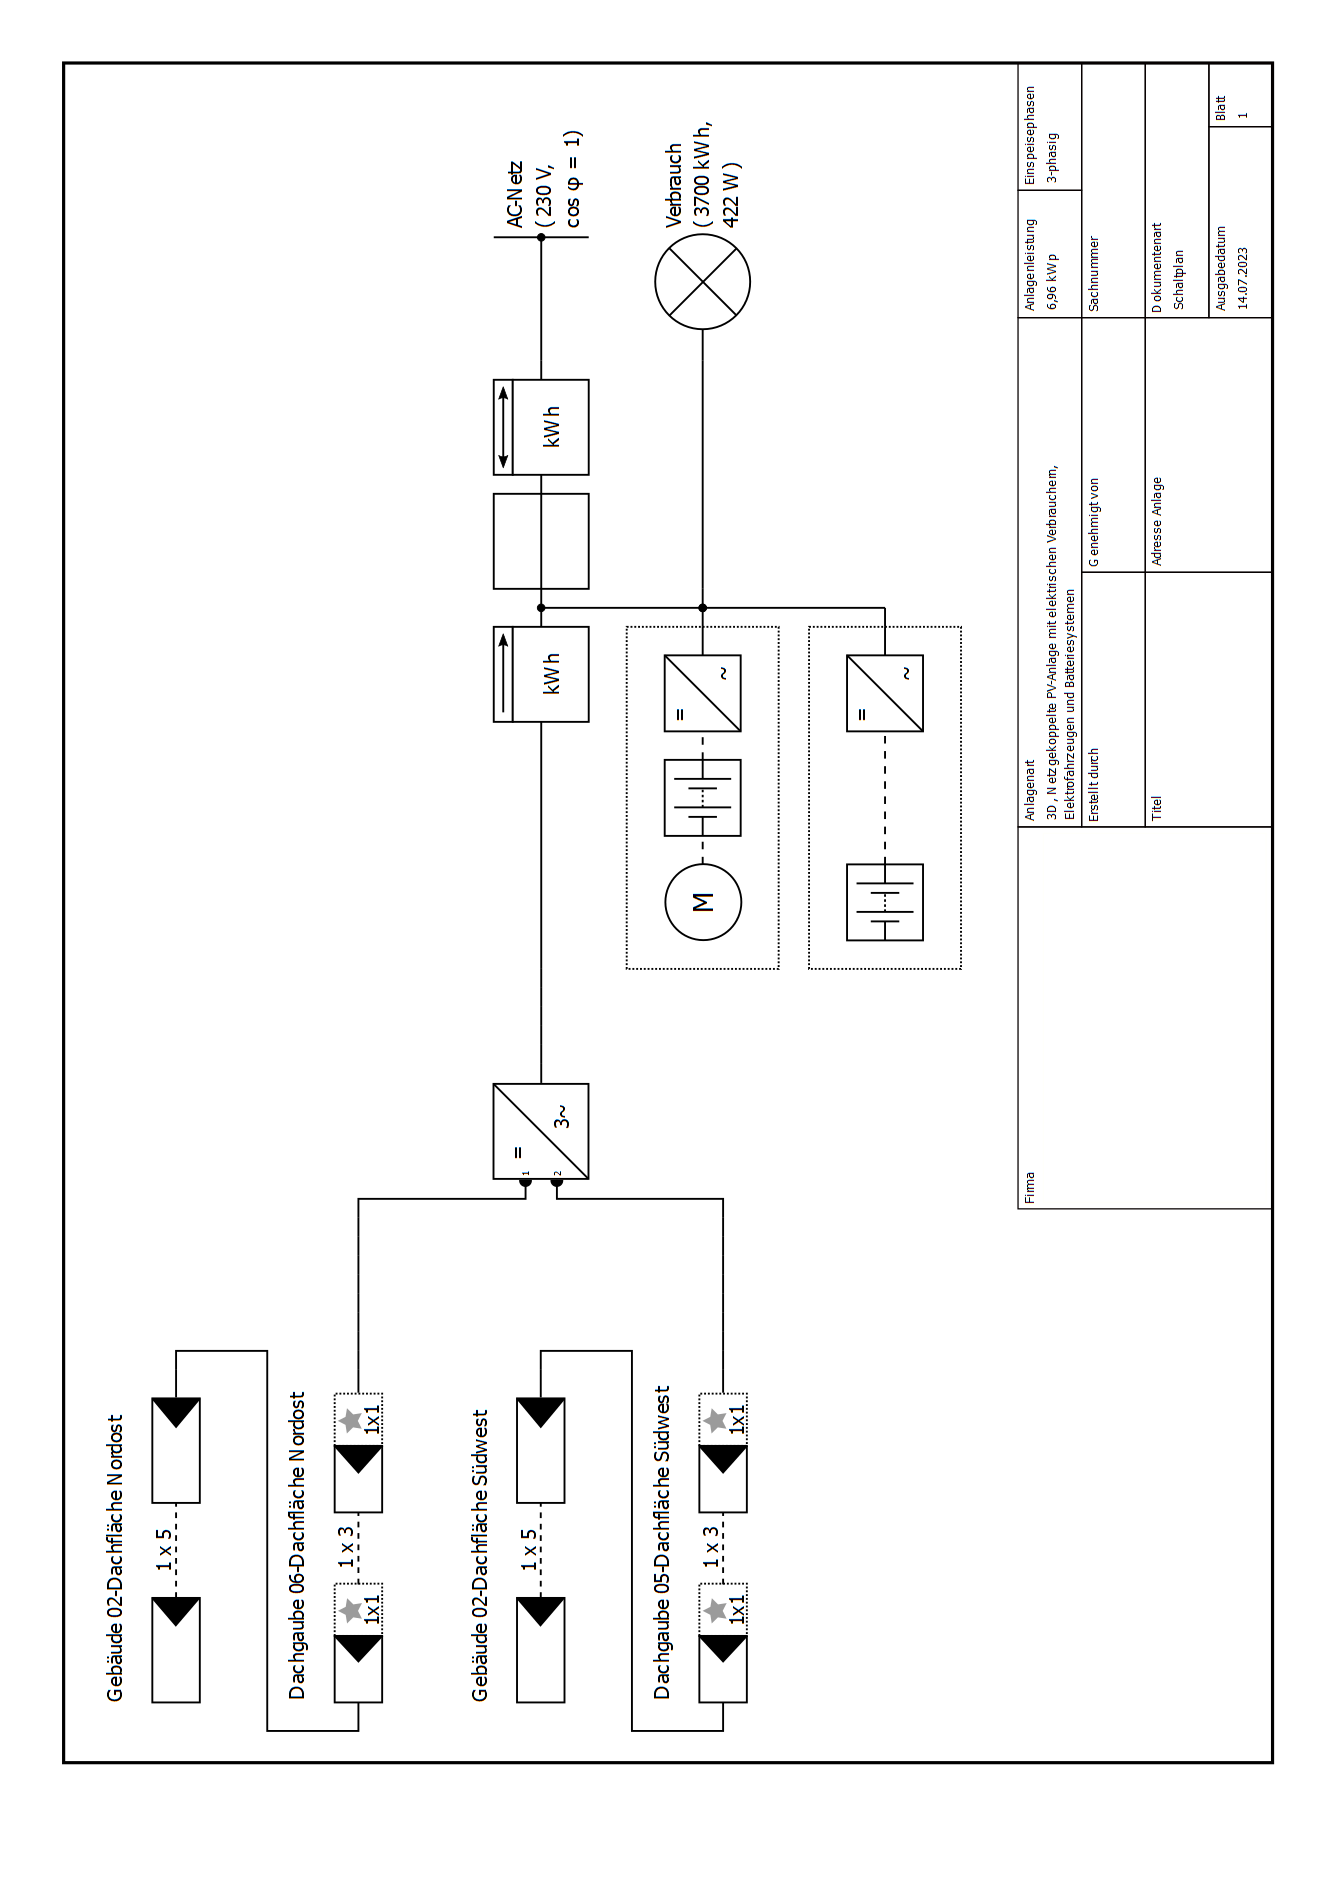 Gebäude 02-Dachfläche Nordost
1 x 5
Dachgaube 06-Dachfläche Nordost
1x1
1 x 3
1x1
Gebäude 02-Dachfläche Südwest
1 x 5
Dachgaube 05-Dachfläche Südwest
1x1
1 x 3
1x1
1
2
=
3~
kWh
kWh
AC-Netz
( 230 V,
cos φ = 1)
Verbrauch
( 3700 kWh,
422 W )
M
=
~
=
~
Firma
Anlagenart
3D, Netzgekoppelte PV-Anlage mit elektrischen Verbrauchern,
Elektrofahrzeugen und Batteriesystemen
Anlagenleistung
6,96 kWp
Einspeisephasen
3-phasig
Erstellt durch
Genehmigt von
Sachnummer
Titel
Adresse Anlage
Dokumentenart
Schaltplan
Ausgabedatum
14.07.2023
Blatt
1